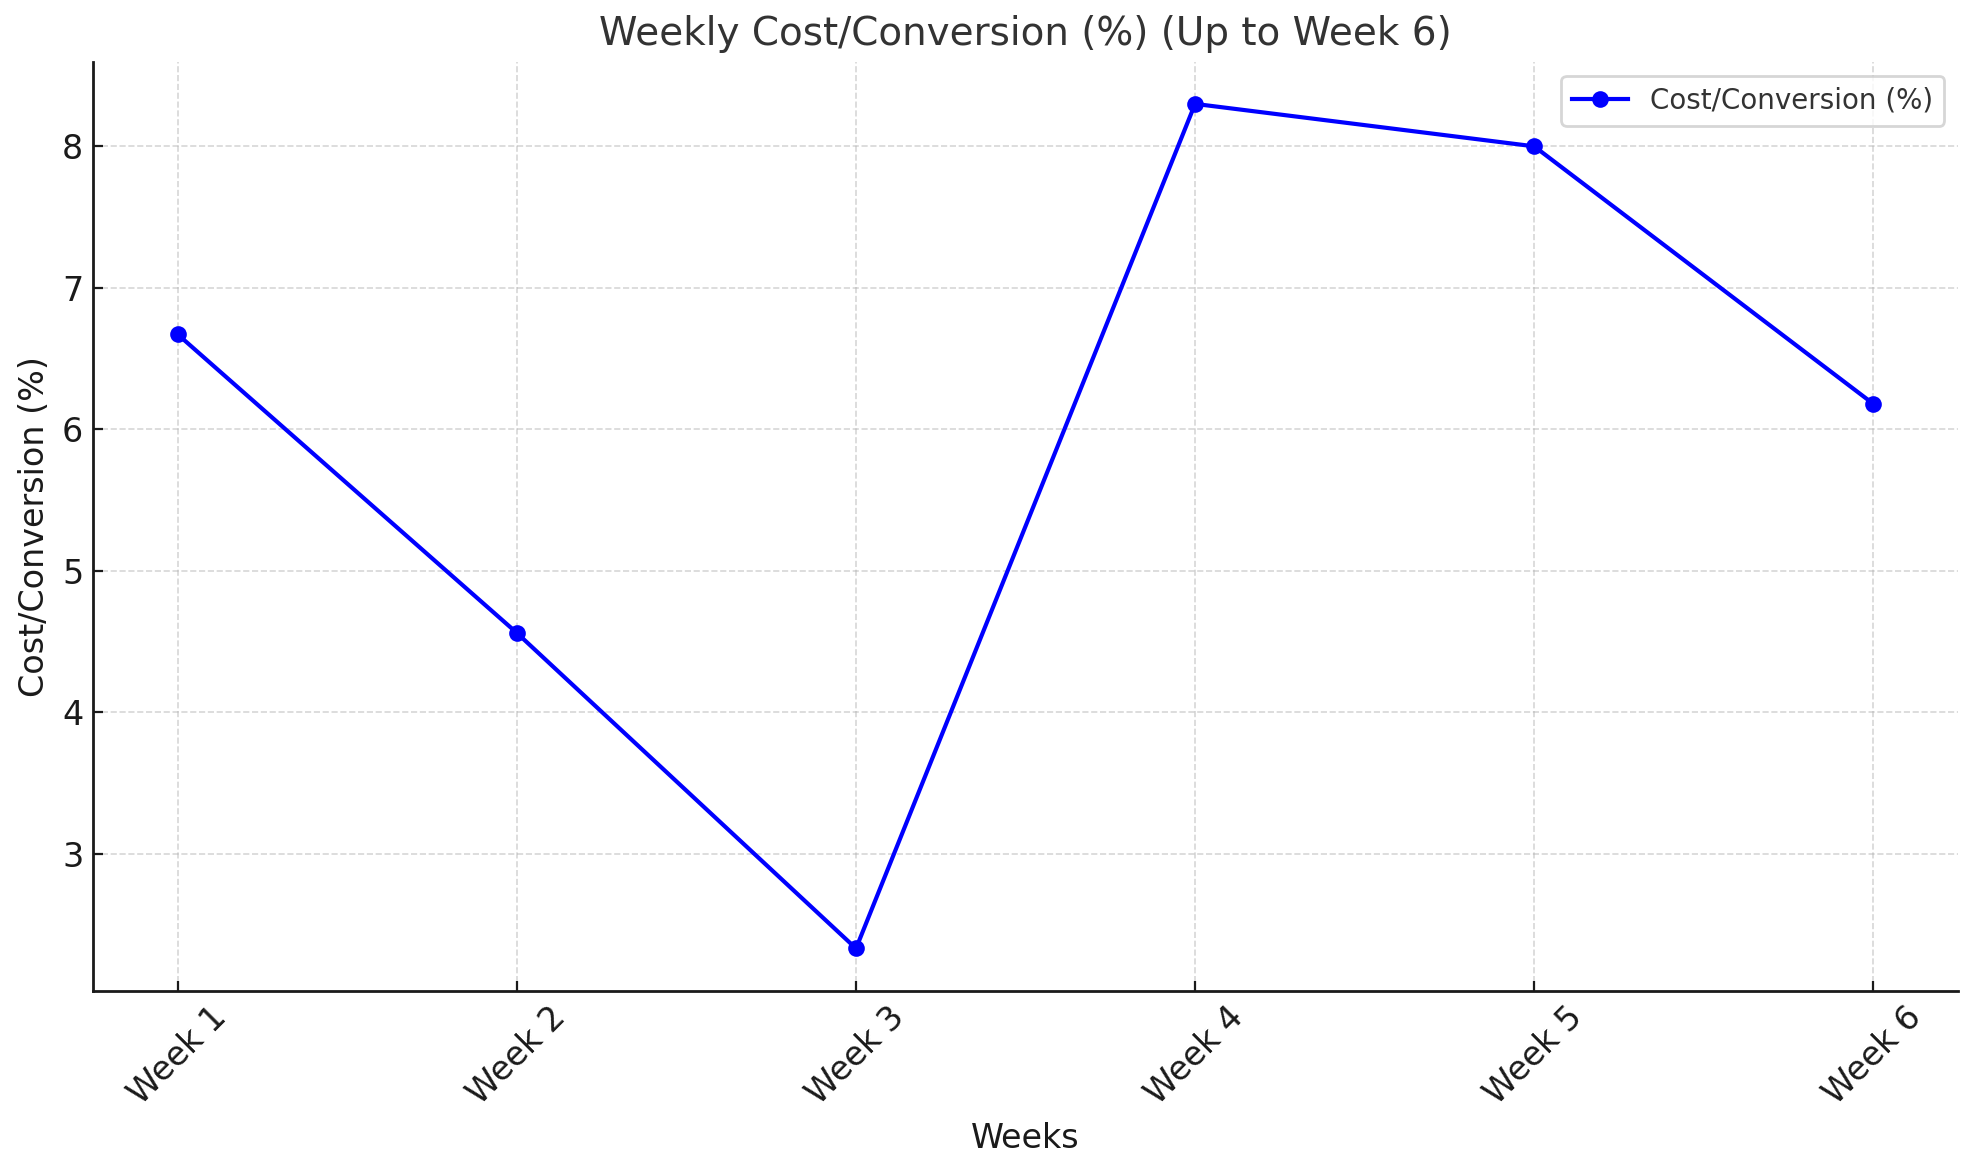 Weekly Cost/Conversion (%) (Up to Week 6)
Cost/Conversion (%)
Cost/Conversion (%)
8
7
6
5
4
3
Week 1
Week 2
Week 3
Week 4
Week 5
Week 6
Weeks